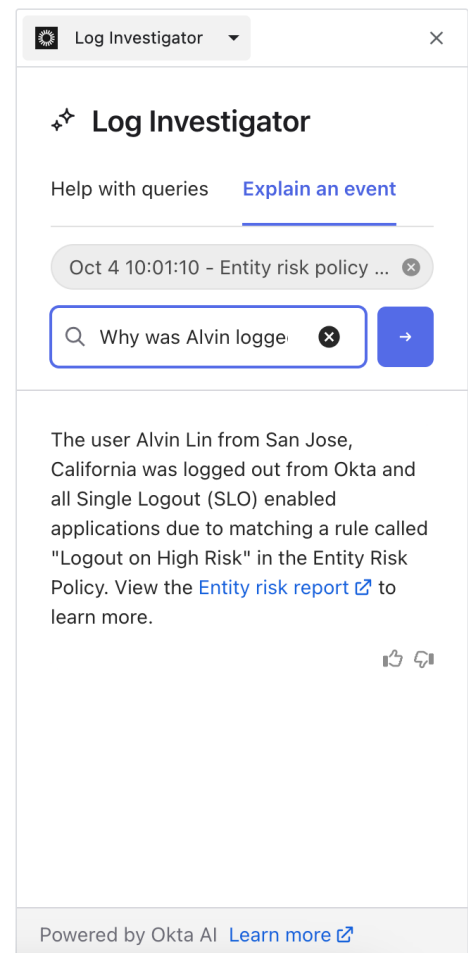 Log Investigator
Log Investigator
Help with queries Explain an event
Oct 4 10:01:10 - Entity risk policy ...
Why was Alvin logge
The user Alvin Lin from San Jose,
California was logged out from Okta and
all Single Logout (SLO) enabled
applications due to matching a rule called
"Logout on High Risk" in the Entity Risk
Policy. View the Entity risk report to
learn more.
Powered by Okta AI Learn more